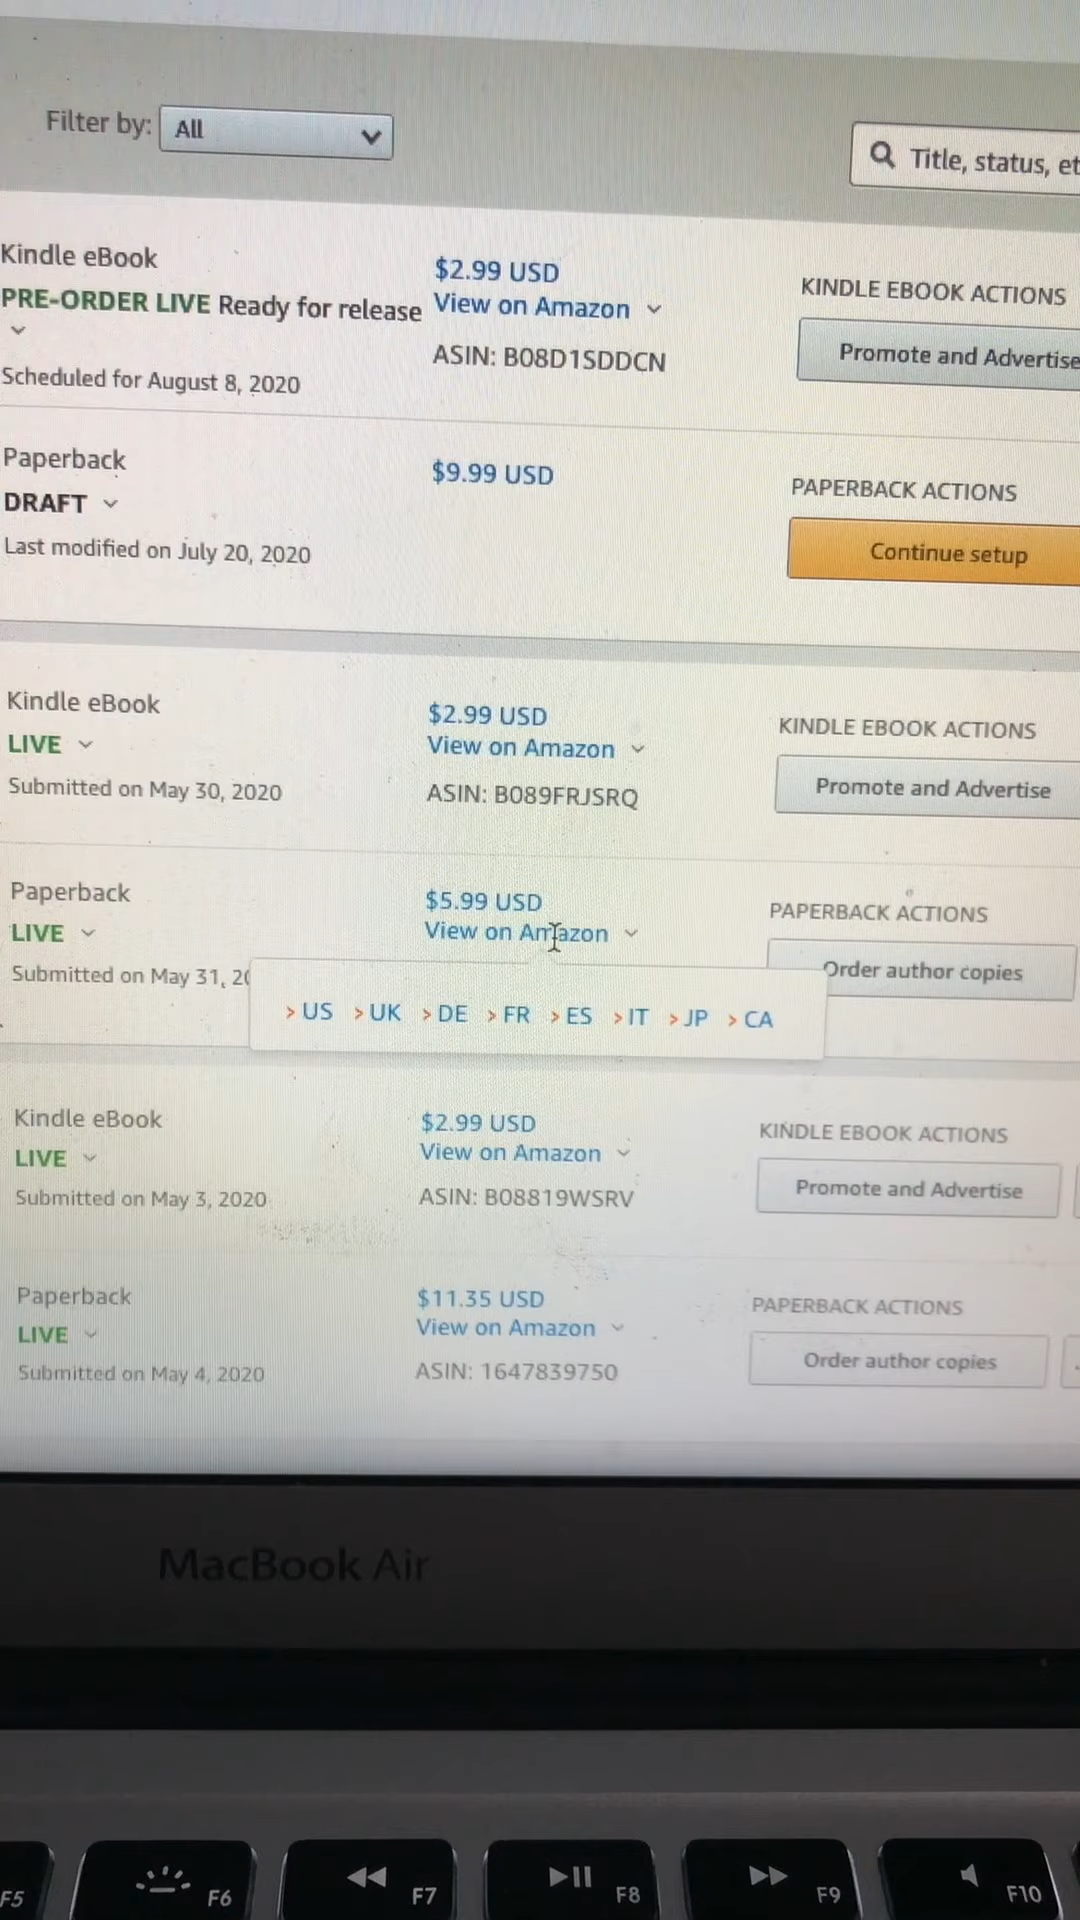 Filter by: All
Title, status, et
Kindle eBook
PRE-ORDER LIVE Ready for release
Scheduled for August 8, 2020
$2.99 USD
View on Amazon
ASIN: B08D1SDDCN
KINDLE EBOOK ACTIONS
Promote and Advertise
Paperback
DRAFT
Last modified on July 20, 2020
$9.99 USD
PAPERBACK ACTIONS
Continue setup
Kindle eBook
LIVE
Submitted on May 30, 2020
$2.99 USD
View on Amazon
ASIN: B089FRJSRQ
KINDLE EBOOK ACTIONS
Promote and Advertise
Paperback
LIVE
Submitted on May 31, 20
$5.99 USD
View on Amazon
> US > UK > DE > FR > ES > IT > JP > CA
PAPERBACK ACTIONS
Order author copies
Kindle eBook
LIVE
Submitted on May 3, 2020
$2.99 USD
View on Amazon
ASIN: B08819WSRV
KINDLE EBOOK ACTIONS
Promote and Advertise
Paperback
LIVE
Submitted on May 4, 2020
$11.35 USD
View on Amazon
ASIN: 1647839750
PAPERBACK ACTIONS
Order author copies
MacBook Air
F5 F6 F7 F8 F9 F10